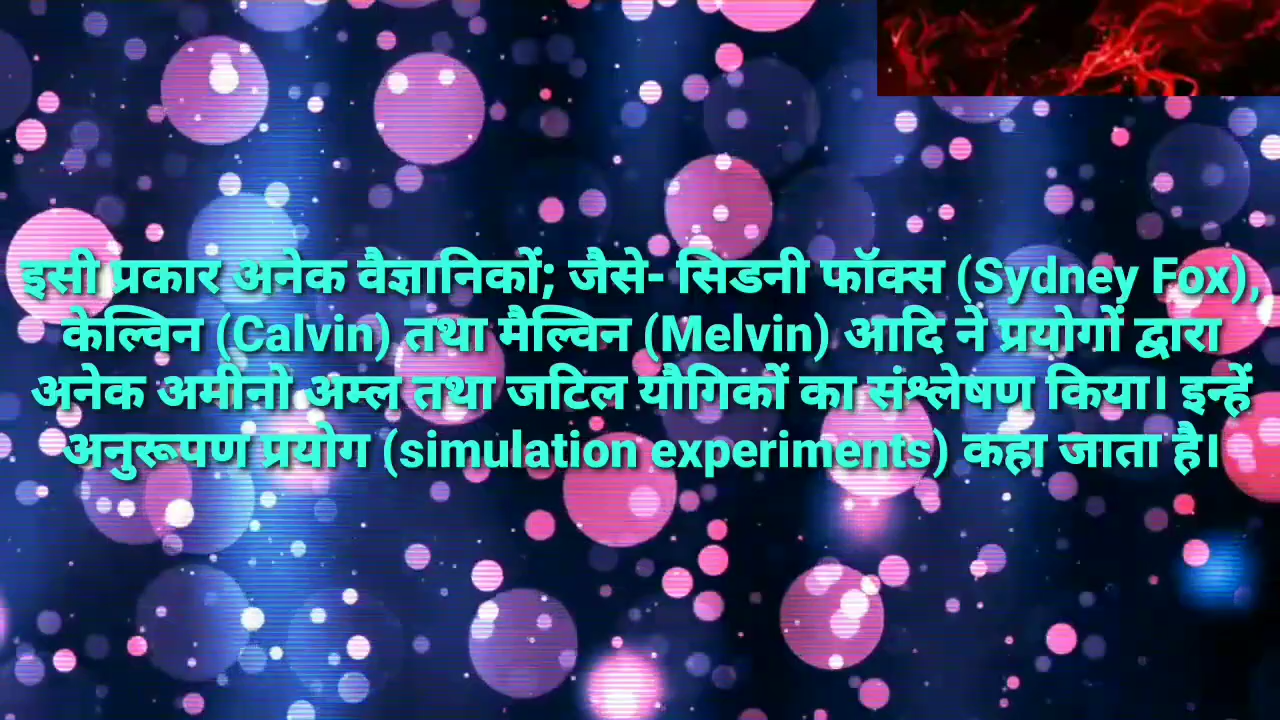 इसी प्रकार अनेक वैज्ञानिकों; जैसे- सिडनी फॉक्स (Sydney Fox),
केल्विन (Calvin) तथा मैल्विन (Melvin) आदि ने प्रयोगों द्वारा
अनेक अमीनो अम्ल तथा जटिल यौगिकों का संश्लेषण किया। इन्हें
अनुरूपण प्रयोग (simulation experiments) कहा जाता है।